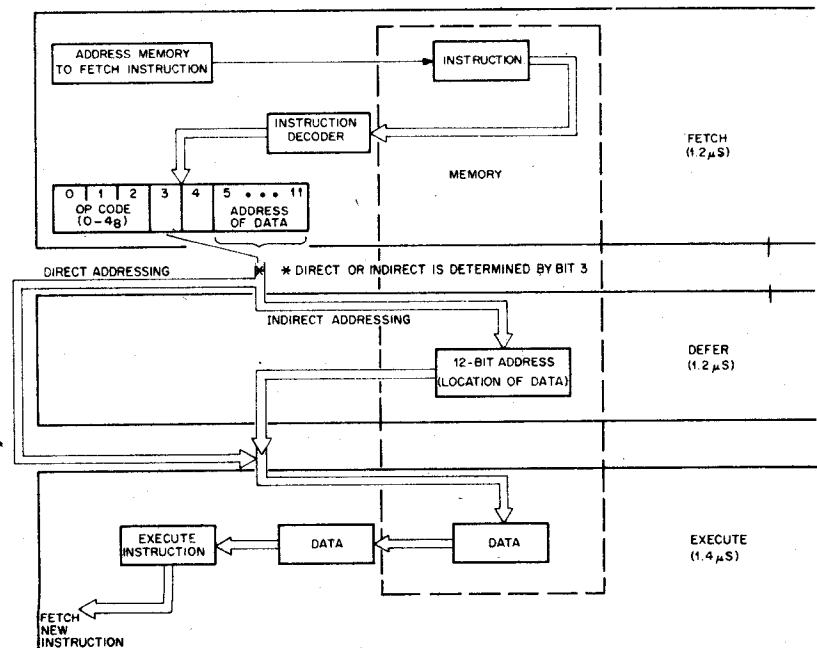 ADDRESS MEMORY
TO FETCH INSTRUCTION
INSTRUCTION
INSTRUCTION
DECODER
MEMORY
FETCH
(1.2μS)
0 1 2 3 4 5 • • • 11
OP CODE
(0-4₈)
ADDRESS
OF DATA
DIRECT ADDRESSING
* * DIRECT OR INDIRECT IS DETERMINED BY BIT 3
INDIRECT ADDRESSING
12-BIT ADDRESS
(LOCATION OF DATA)
DEFER
(1.2μS)
EXECUTE
INSTRUCTION
DATA
DATA
EXECUTE
(1.4μS)
FETCH
NEW
INSTRUCTION